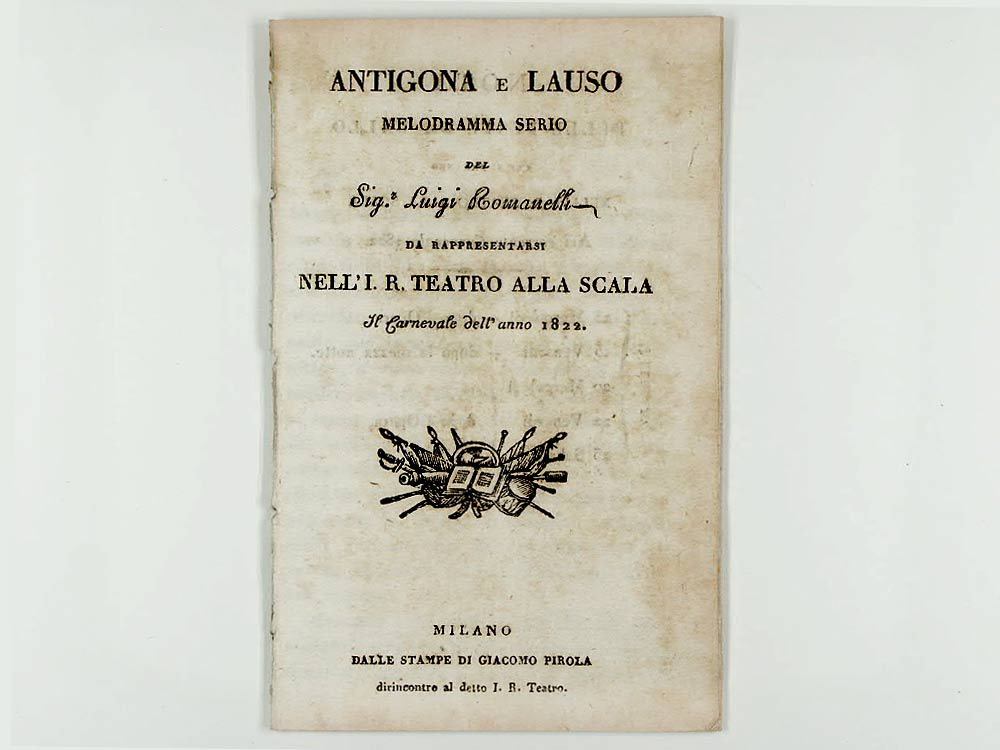 ANTIGONA E LAUSO
MELODRAMMA SERIO
DEL
Sig.r Luigi Romanelli
DA RAPPRESENTARSI
NELL' I. R. TEATRO ALLA SCALA
Il Carnevale dell' anno 1822.
MILANO
DALLE STAMPE DI GIACOMO PIROLA
dirincontro al detto I. R. Teatro.